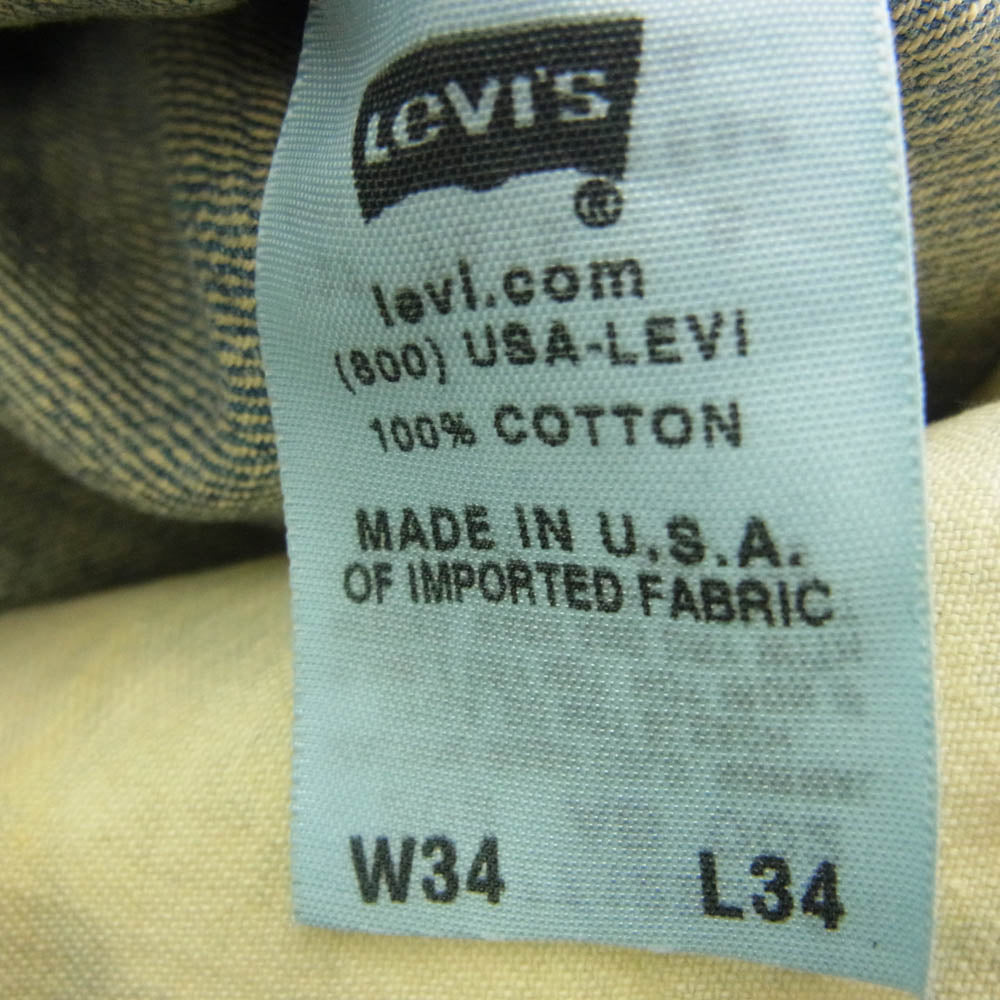 LEVI'S
®
levi.com
(800) USA-LEVI
100% COTTON
MADE IN U.S.A.
OF IMPORTED FABRIC
W34 L34